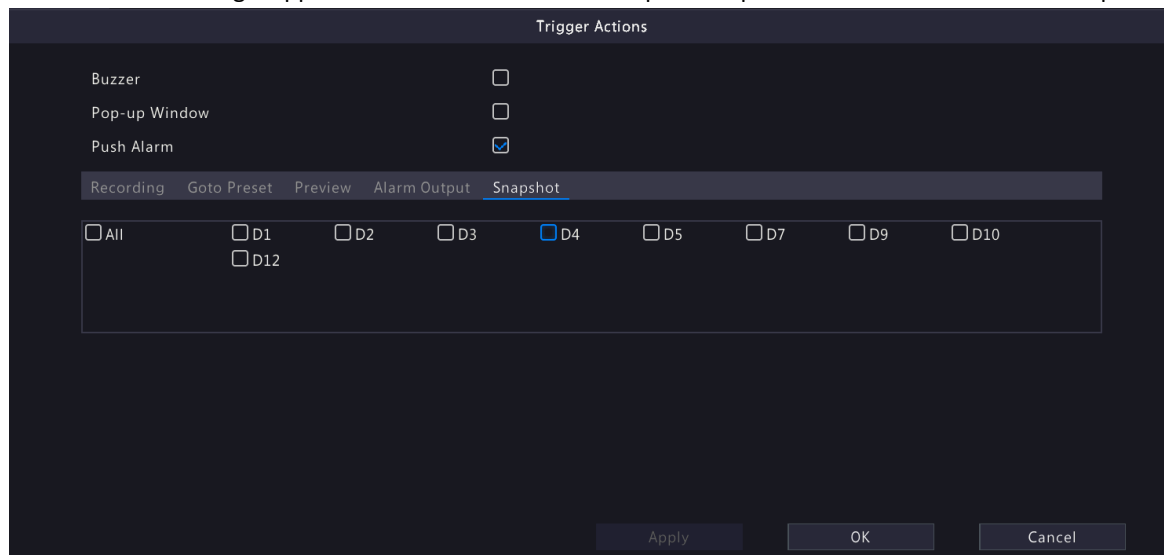 Trigger Actions
Buzzer
Pop-up Window
Push Alarm
Recording Goto Preset Preview Alarm Output Snapshot
All D1 D2 D3 D4 D5 D7 D9 D10
D12
Apply OK Cancel